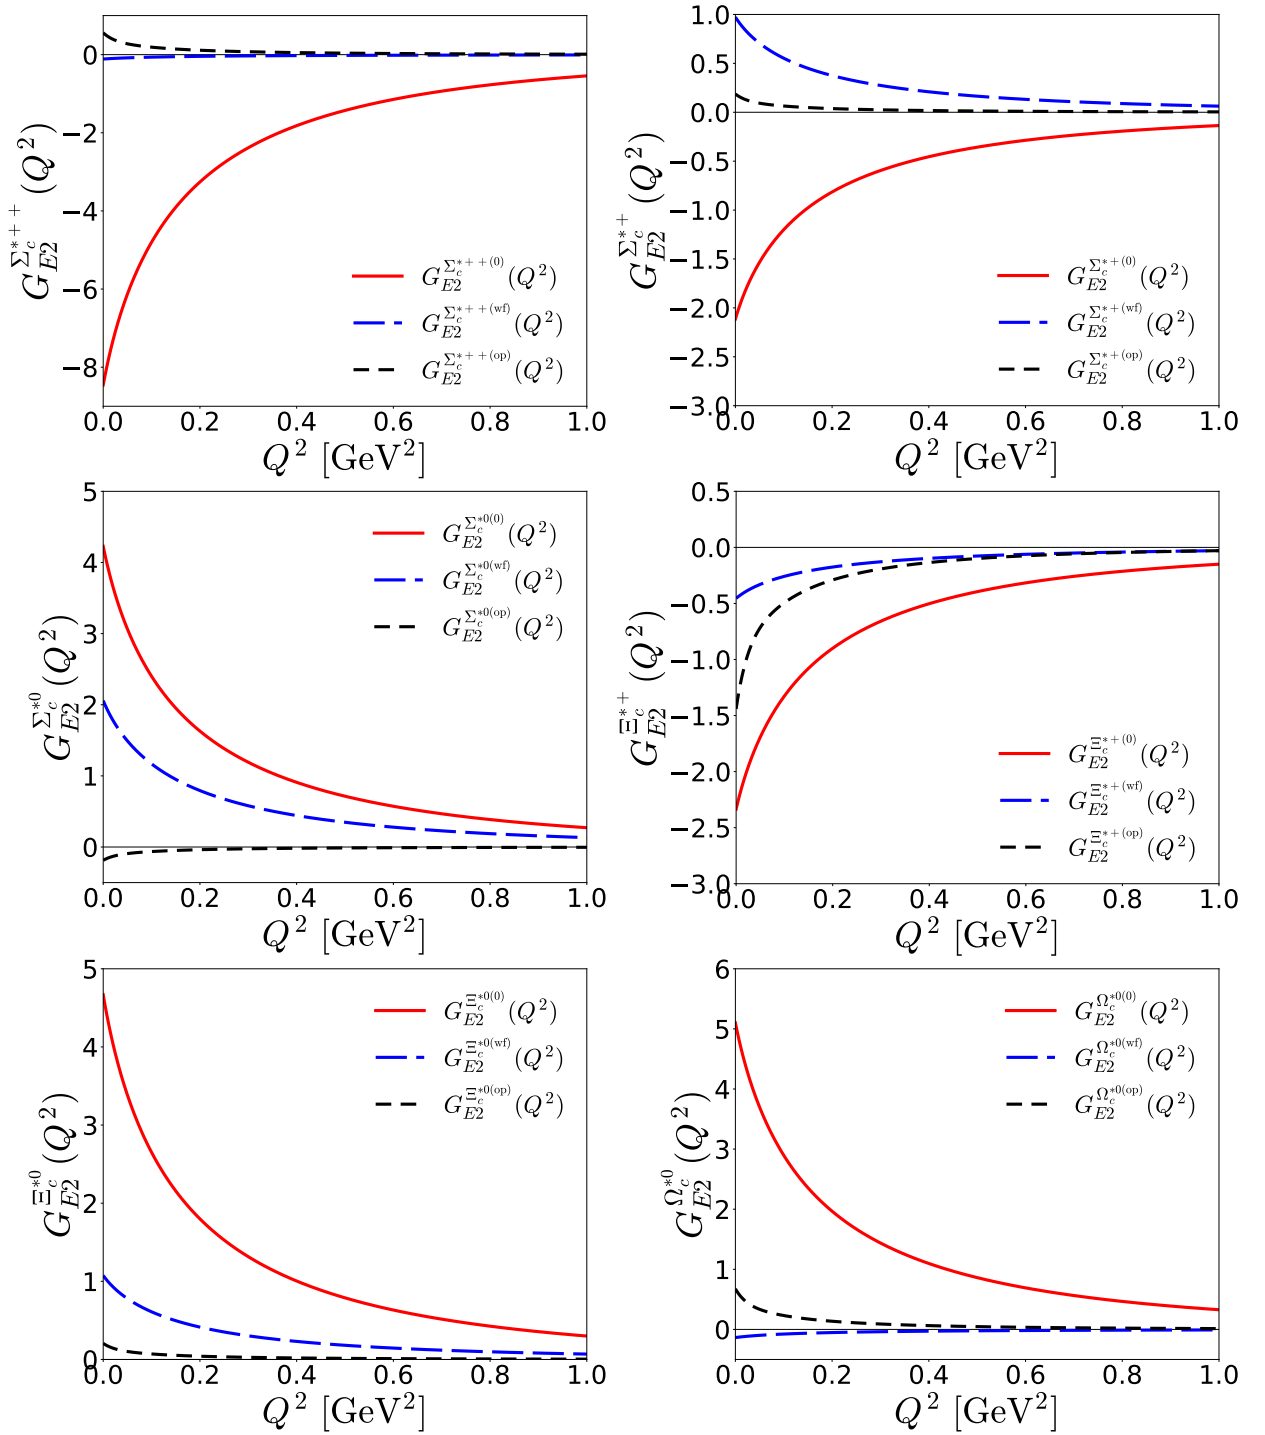 G_{E2}^{Σ_c^{*++}}(Q^2)
0
−2
−4
−6
−8
G_{E2}^{Σ_c^{*++(0)}}(Q^2)
G_{E2}^{Σ_c^{*++(wf)}}(Q^2)
G_{E2}^{Σ_c^{*++(op)}}(Q^2)
0.0 0.2 0.4 0.6 0.8 1.0
Q^2 [GeV^2]
G_{E2}^{Σ_c^{*+}}(Q^2)
1.0
0.5
0.0
−0.5
−1.0
−1.5
−2.0
−2.5
−3.0
G_{E2}^{Σ_c^{*+(0)}}(Q^2)
G_{E2}^{Σ_c^{*+(wf)}}(Q^2)
G_{E2}^{Σ_c^{*+(op)}}(Q^2)
0.0 0.2 0.4 0.6 0.8 1.0
Q^2 [GeV^2]
G_{E2}^{Σ_c^{*0}}(Q^2)
5
4
3
2
1
0
G_{E2}^{Σ_c^{*0(0)}}(Q^2)
G_{E2}^{Σ_c^{*0(wf)}}(Q^2)
G_{E2}^{Σ_c^{*0(op)}}(Q^2)
0.0 0.2 0.4 0.6 0.8 1.0
Q^2 [GeV^2]
G_{E2}^{Ξ_c^{*+}}(Q^2)
0.5
0.0
−0.5
−1.0
−1.5
−2.0
−2.5
−3.0
G_{E2}^{Ξ_c^{*+(0)}}(Q^2)
G_{E2}^{Ξ_c^{*+(wf)}}(Q^2)
G_{E2}^{Ξ_c^{*+(op)}}(Q^2)
0.0 0.2 0.4 0.6 0.8 1.0
Q^2 [GeV^2]
G_{E2}^{Ξ_c^{*0}}(Q^2)
5
4
3
2
1
0
G_{E2}^{Ξ_c^{*0(0)}}(Q^2)
G_{E2}^{Ξ_c^{*0(wf)}}(Q^2)
G_{E2}^{Ξ_c^{*0(op)}}(Q^2)
0.0 0.2 0.4 0.6 0.8 1.0
Q^2 [GeV^2]
G_{E2}^{Ω_c^{*0}}(Q^2)
6
5
4
3
2
1
0
G_{E2}^{Ω_c^{*0(0)}}(Q^2)
G_{E2}^{Ω_c^{*0(wf)}}(Q^2)
G_{E2}^{Ω_c^{*0(op)}}(Q^2)
0.0 0.2 0.4 0.6 0.8 1.0
Q^2 [GeV^2]